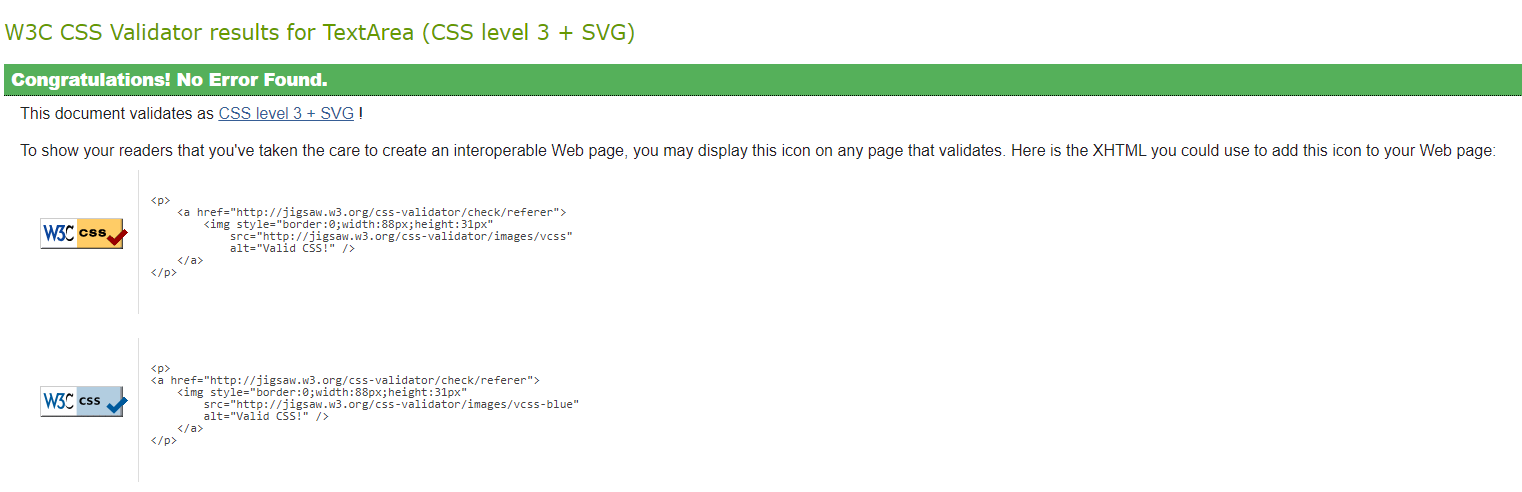 W3C CSS Validator results for TextArea (CSS level 3 + SVG)
Congratulations! No Error Found.
This document validates as CSS level 3 + SVG !
To show your readers that you've taken the care to create an interoperable Web page, you may display this icon on any page that validates. Here is the XHTML you could use to add this icon to your Web page:
W3C css
<p>
    <a href="http://jigsaw.w3.org/css-validator/check/referer">
        <img style="border:0;width:88px;height:31px"
            src="http://jigsaw.w3.org/css-validator/images/vcss"
            alt="Valid CSS!" />
    </a>
</p>
W3C css
<p>
<a href="http://jigsaw.w3.org/css-validator/check/referer">
    <img style="border:0;width:88px;height:31px"
        src="http://jigsaw.w3.org/css-validator/images/vcss-blue"
        alt="Valid CSS!" />
    </a>
</p>